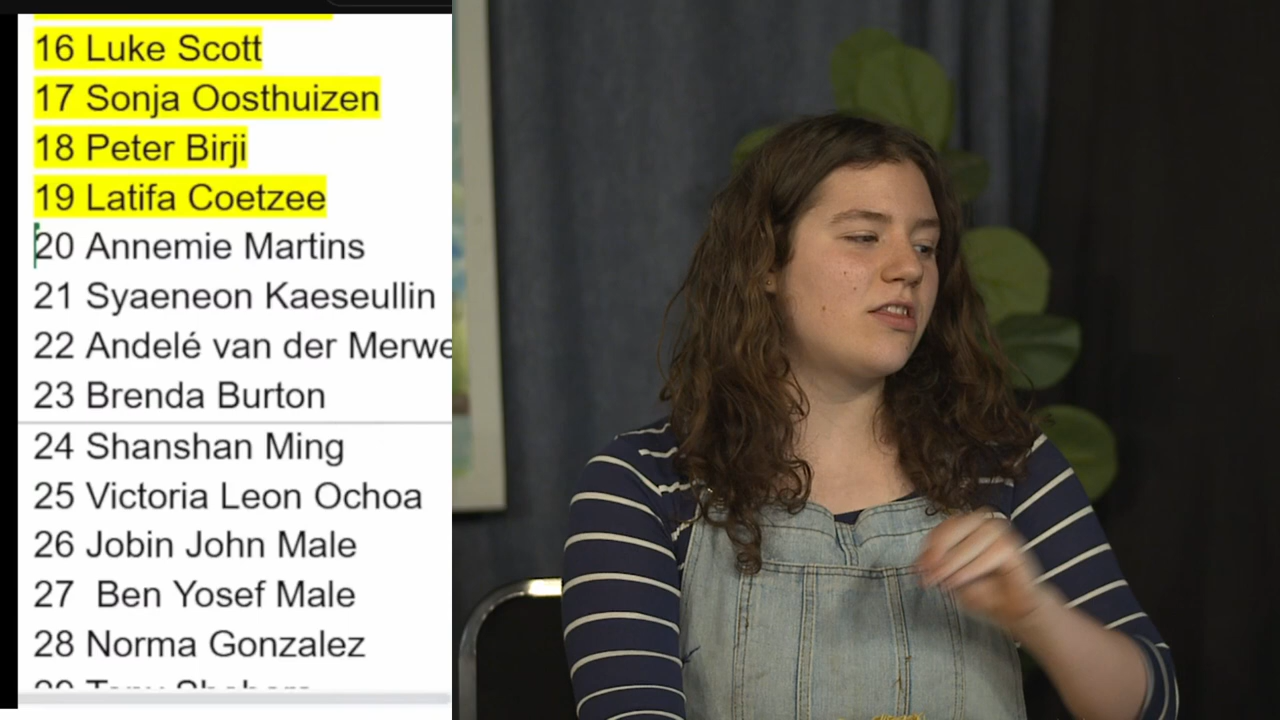 16 Luke Scott
17 Sonja Oosthuizen
18 Peter Birji
19 Latifa Coetzee
20 Annemie Martins
21 Syaeneon Kaeseullin
22 Andelé van der Merwe
23 Brenda Burton
24 Shanshan Ming
25 Victoria Leon Ochoa
26 Jobin John Male
27 Ben Yosef Male
28 Norma Gonzalez